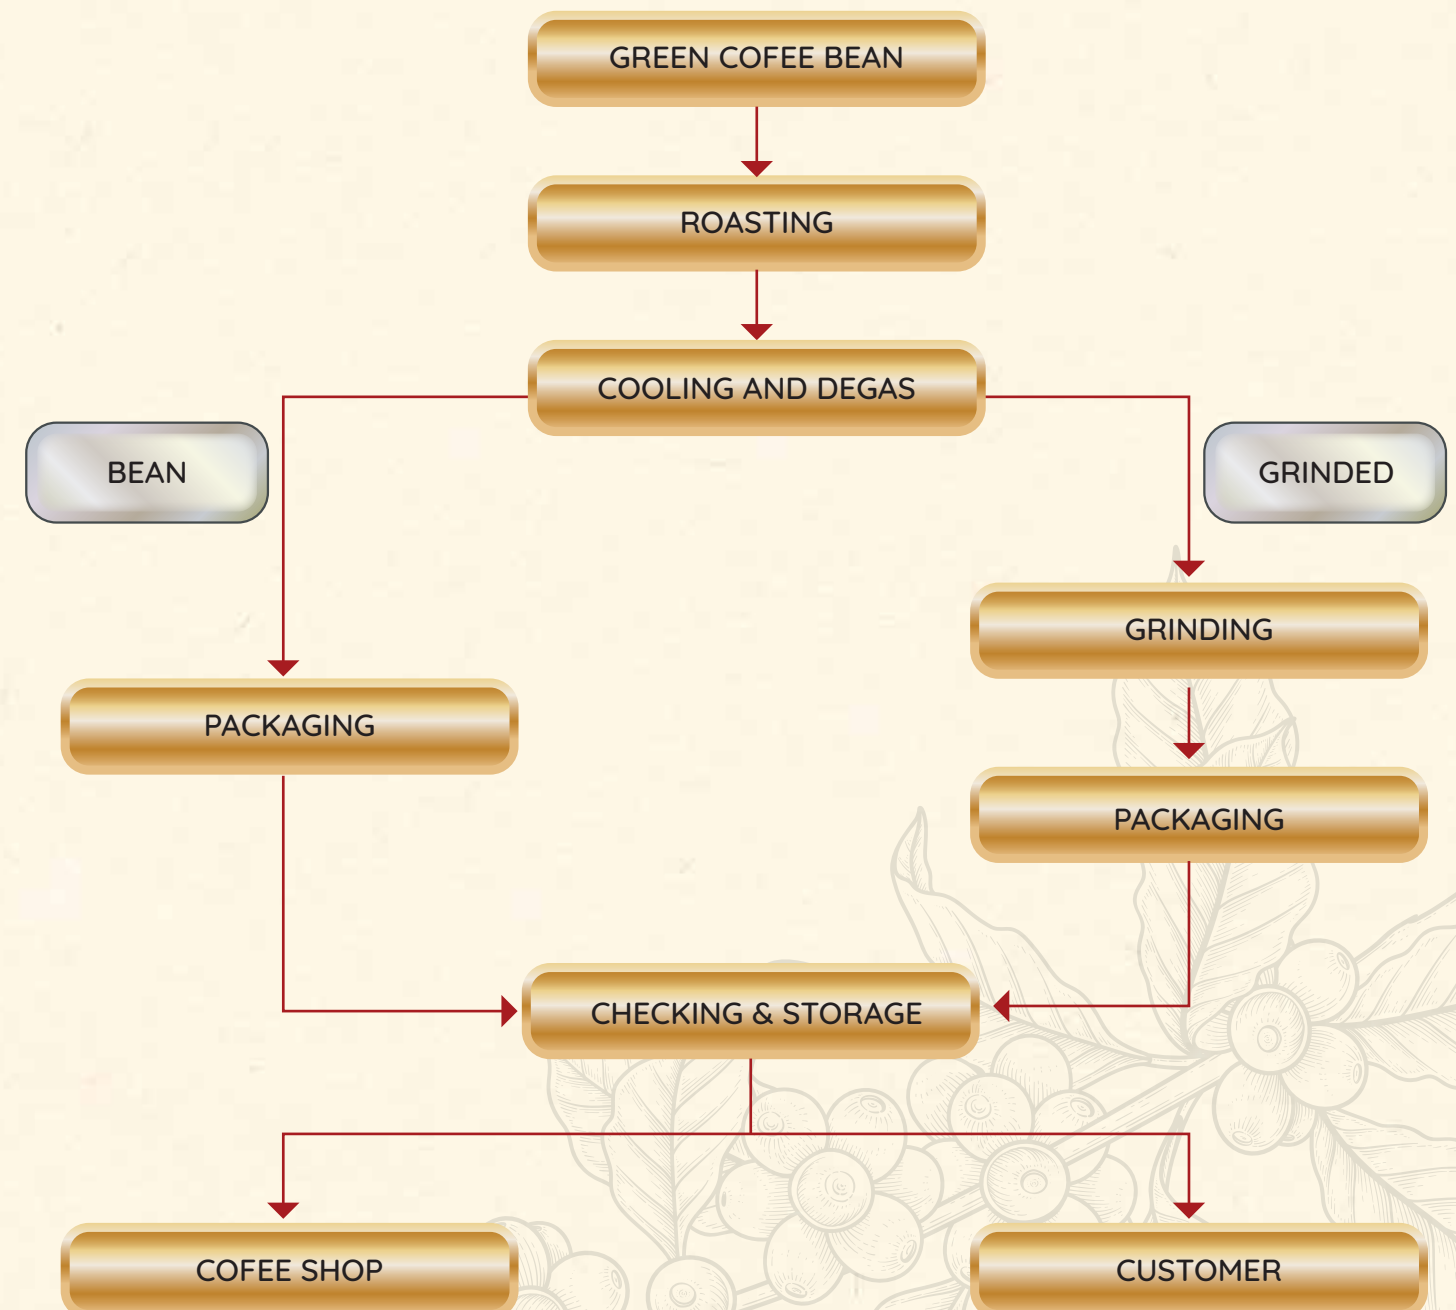 GREEN COFEE BEAN
ROASTING
COOLING AND DEGAS
BEAN
GRINDED
GRINDING
PACKAGING
PACKAGING
CHECKING & STORAGE
COFEE SHOP
CUSTOMER